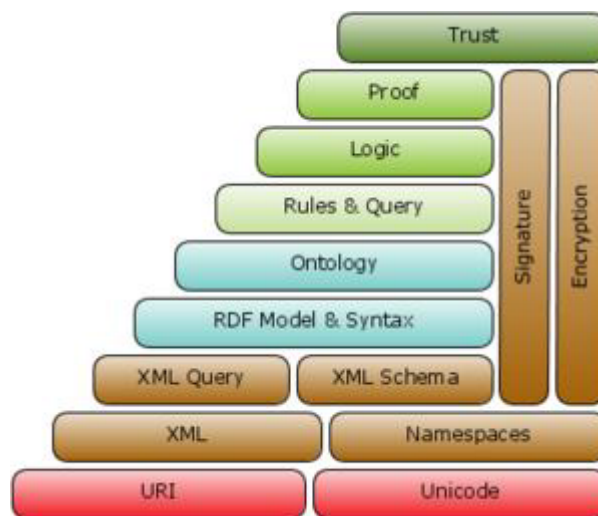 Trust
Proof
Logic
Rules & Query
Ontology
RDF Model & Syntax
XML Query
XML Schema
Signature
Encryption
XML
Namespaces
URI
Unicode